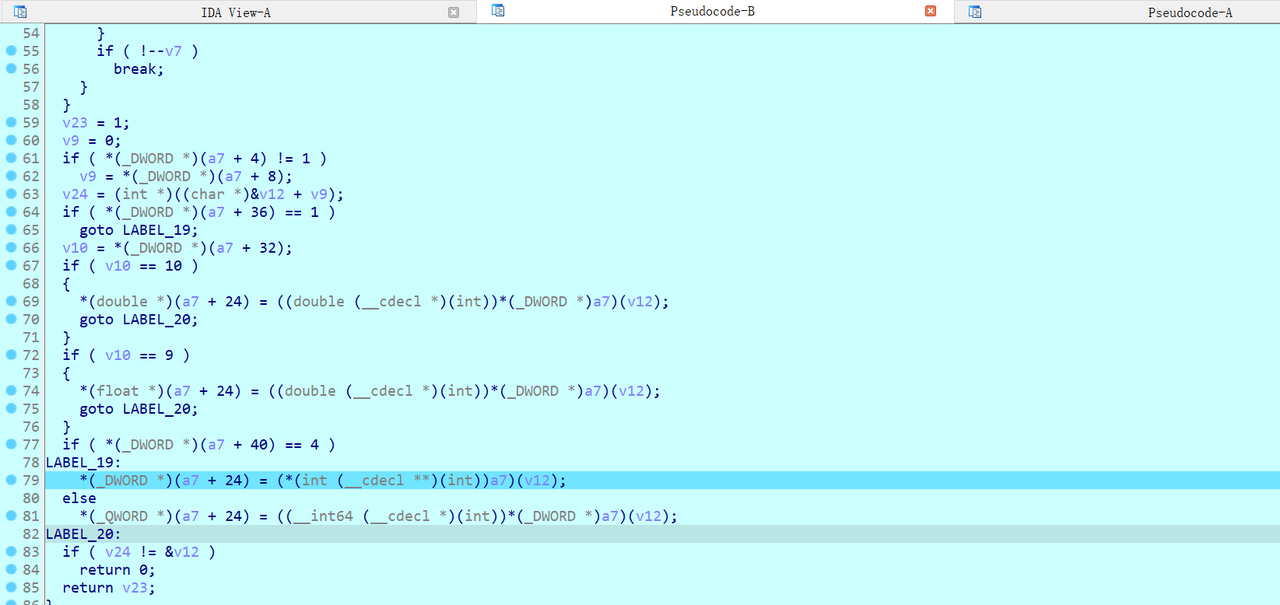 IDA View-A
Pseudocode-B
Pseudocode-A
54 }
55 if ( !--v7 )
56 break;
57 }
58 }
59 v23 = 1;
60 v9 = 0;
61 if ( *(_DWORD *)(a7 + 4) != 1 )
62 v9 = *(_DWORD *)(a7 + 8);
63 v24 = (int *)((char *)&v12 + v9);
64 if ( *(_DWORD *)(a7 + 36) == 1 )
65 goto LABEL_19;
66 v10 = *(_DWORD *)(a7 + 32);
67 if ( v10 == 10 )
68 {
69 *(double *)(a7 + 24) = ((double (__cdecl *)(int))*(_DWORD *)a7)(v12);
70 goto LABEL_20;
71 }
72 if ( v10 == 9 )
73 {
74 *(float *)(a7 + 24) = ((double (__cdecl *)(int))*(_DWORD *)a7)(v12);
75 goto LABEL_20;
76 }
77 if ( *(_DWORD *)(a7 + 40) == 4 )
78 LABEL_19:
79 *(_DWORD *)(a7 + 24) = (*(int (__cdecl **)(int))a7)(v12);
80 else
81 *(_QWORD *)(a7 + 24) = ((__int64 (__cdecl *)(int))*(_DWORD *)a7)(v12);
82 LABEL_20:
83 if ( v24 != &v12 )
84 return 0;
85 return v23;
86 }